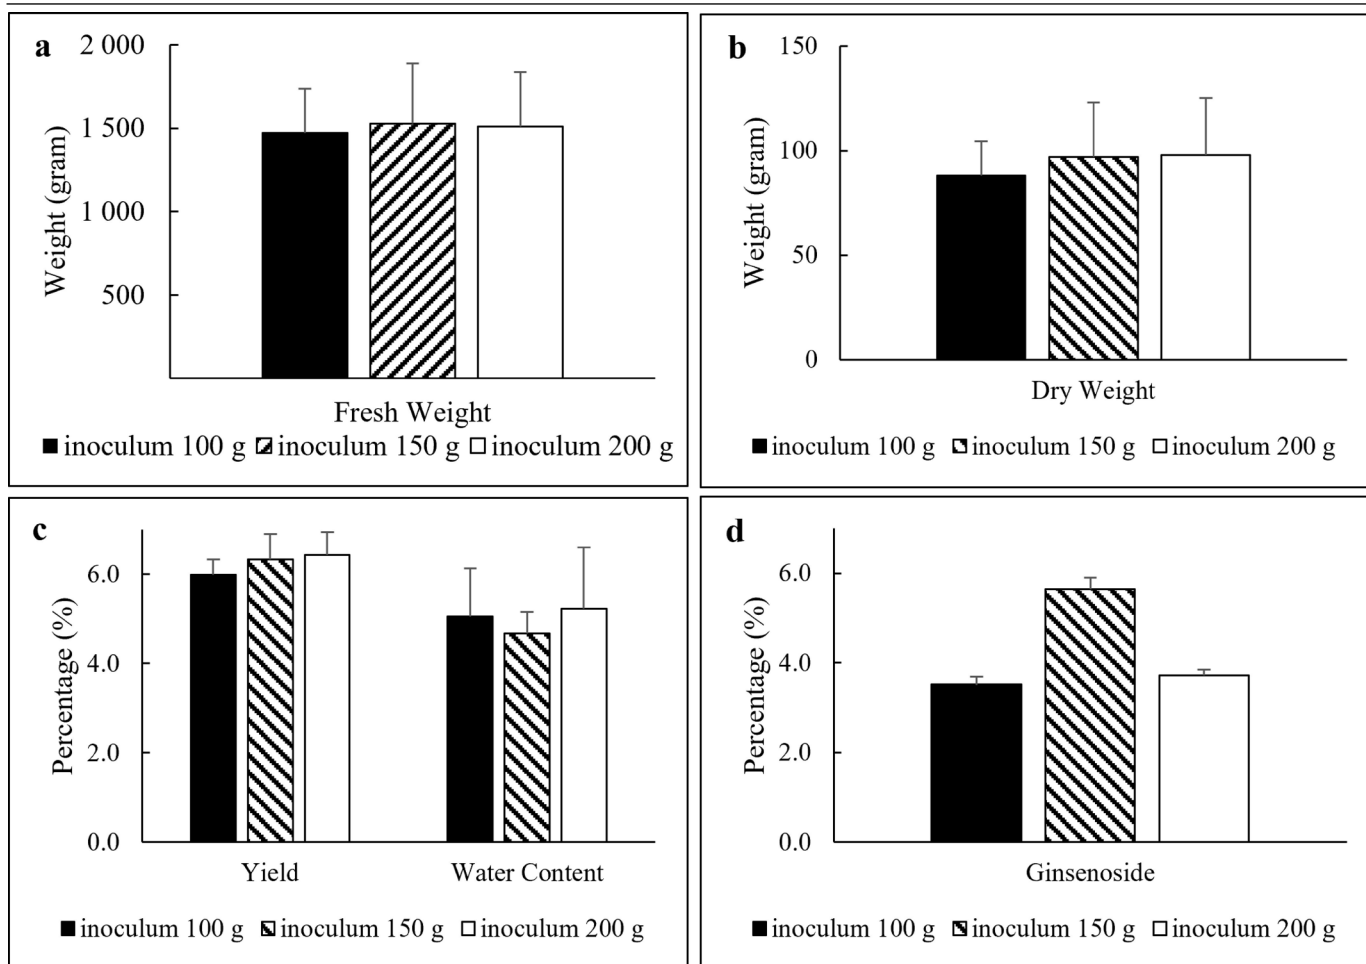 a
Weight (gram)
2 000
1 500
1 000
500
Fresh Weight
inoculum 100 g inoculum 150 g inoculum 200 g
b
Weight (gram)
150
100
50
0
Dry Weight
inoculum 100 g inoculum 150 g inoculum 200 g
c
Percentage (%)
6.0
4.0
2.0
0.0
Yield Water Content
inoculum 100 g inoculum 150 g inoculum 200 g
d
Percentage (%)
6.0
4.0
2.0
0.0
Ginsenoside
inoculum 100 g inoculum 150 g inoculum 200 g